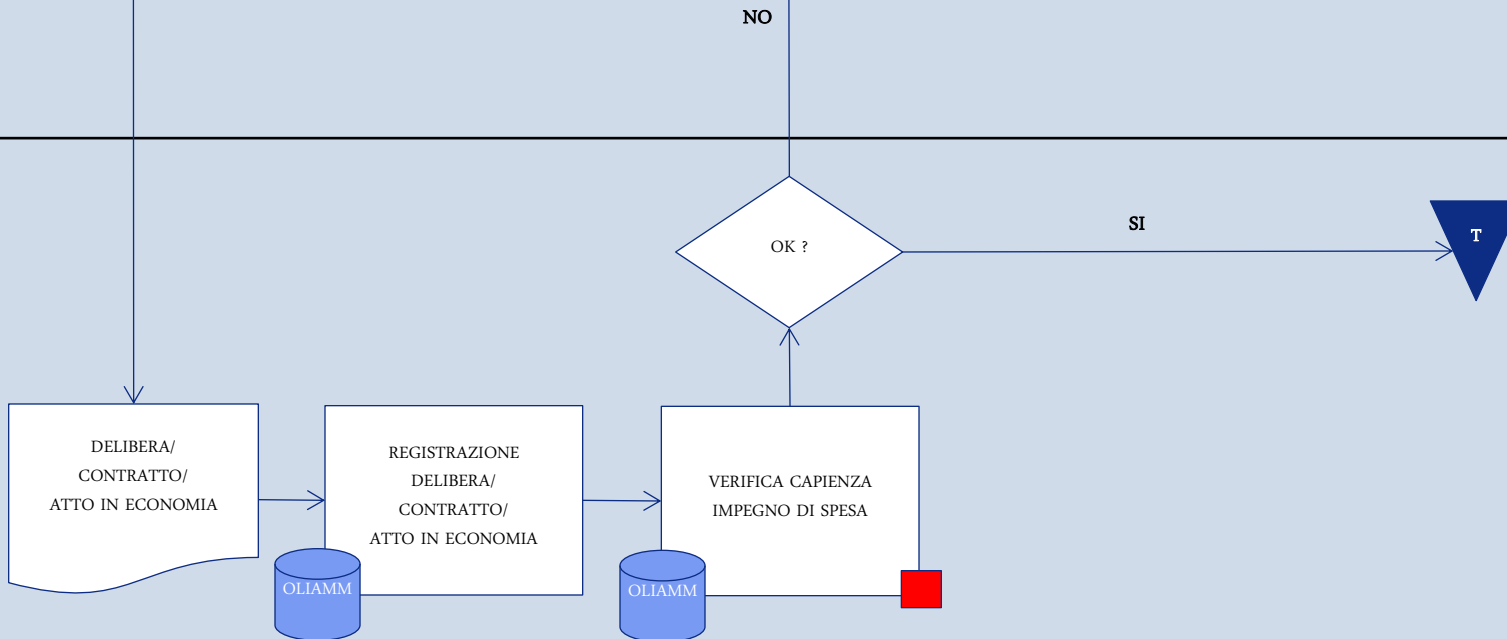 NO
OK ?
SI
T
DELIBERA/
CONTRATTO/
ATTO IN ECONOMIA
REGISTRAZIONE
DELIBERA/
CONTRATTO/
ATTO IN ECONOMIA
OLIAMM
VERIFICA CAPIENZA
IMPEGNO DI SPESA
OLIAMM